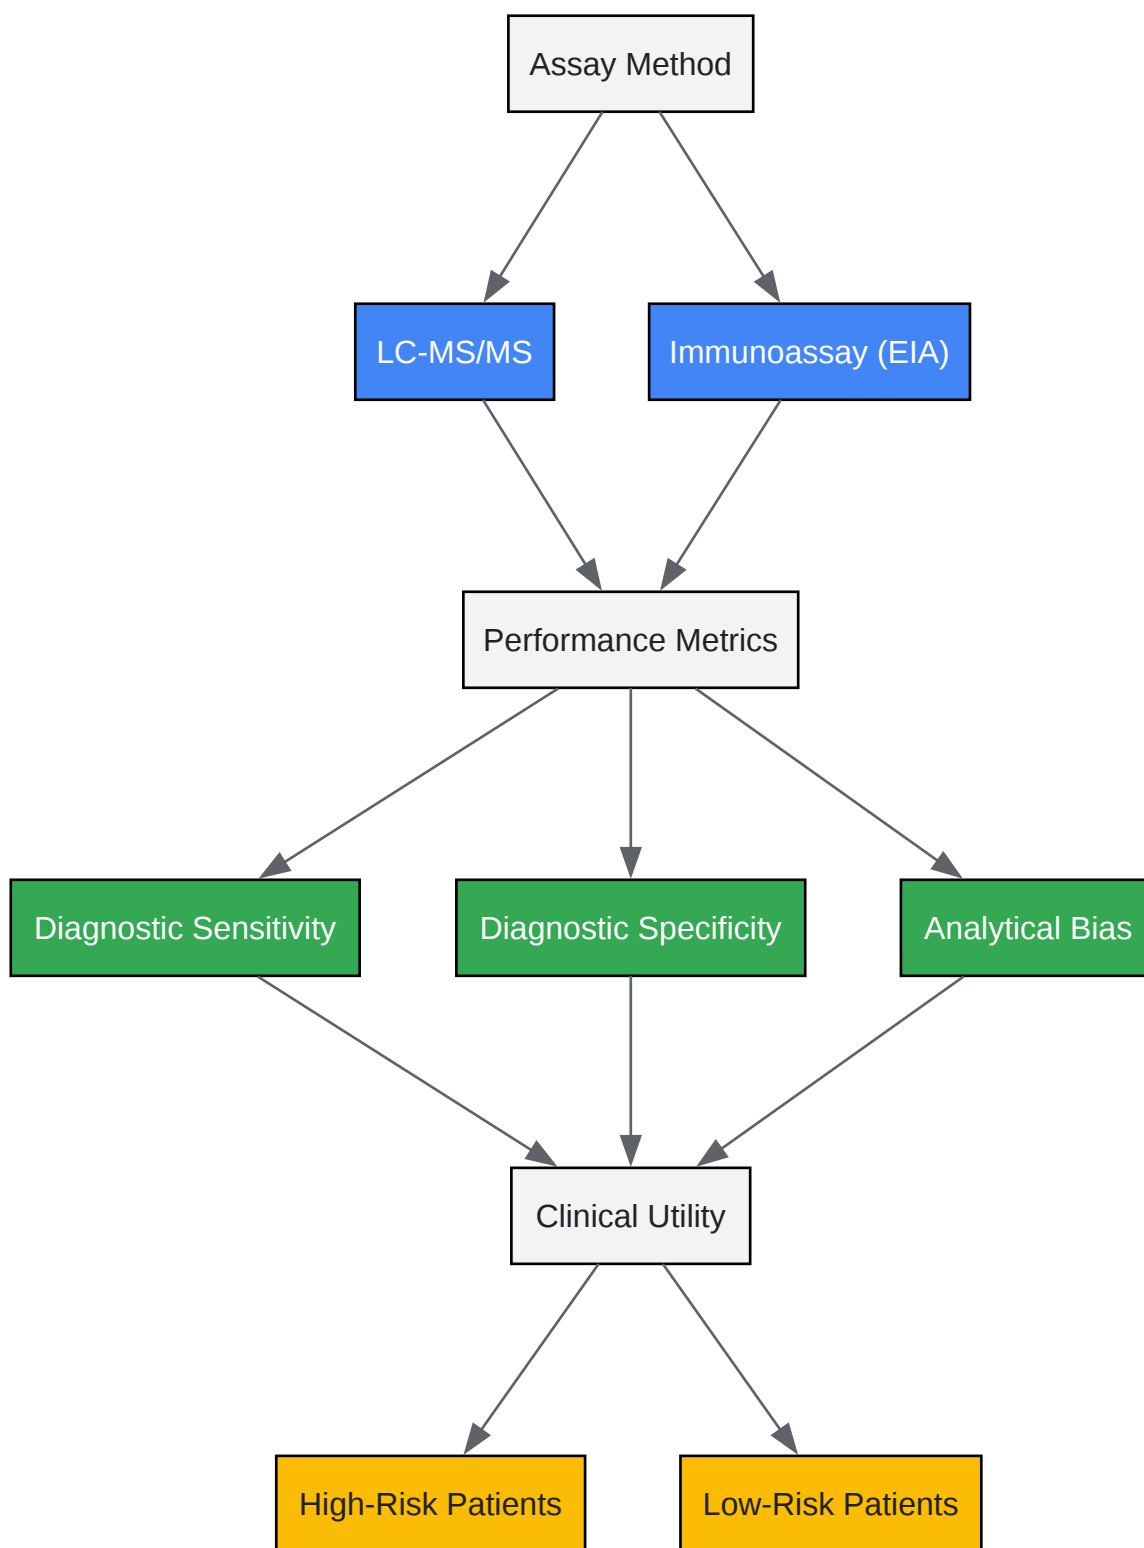 Assay Method
LC-MS/MS
Immunoassay (EIA)
Performance Metrics
Diagnostic Sensitivity
Diagnostic Specificity
Analytical Bias
Clinical Utility
High-Risk Patients
Low-Risk Patients